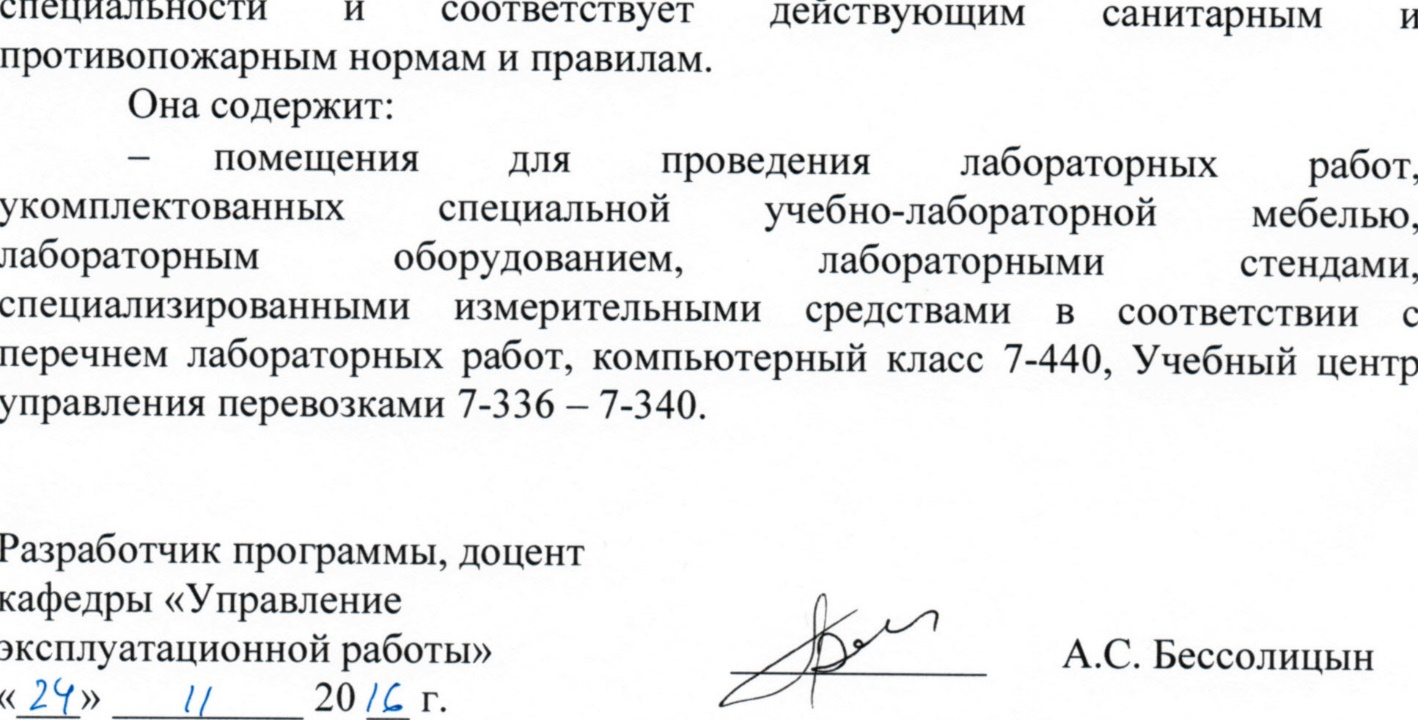 специальности и соответствует действующим санитарным и
противопожарным нормам и правилам.
Она содержит:
– помещения для проведения лабораторных работ,
укомплектованных специальной учебно-лабораторной мебелью,
лабораторным оборудованием, лабораторными стендами,
специализированными измерительными средствами в соответствии с
перечнем лабораторных работ, компьютерный класс 7-440, Учебный центр
управления перевозками 7-336 – 7-340.
Разработчик программы, доцент
кафедры «Управление
эксплуатационной работы»
А.С. Бессолицын
«24» 11 2016 г.